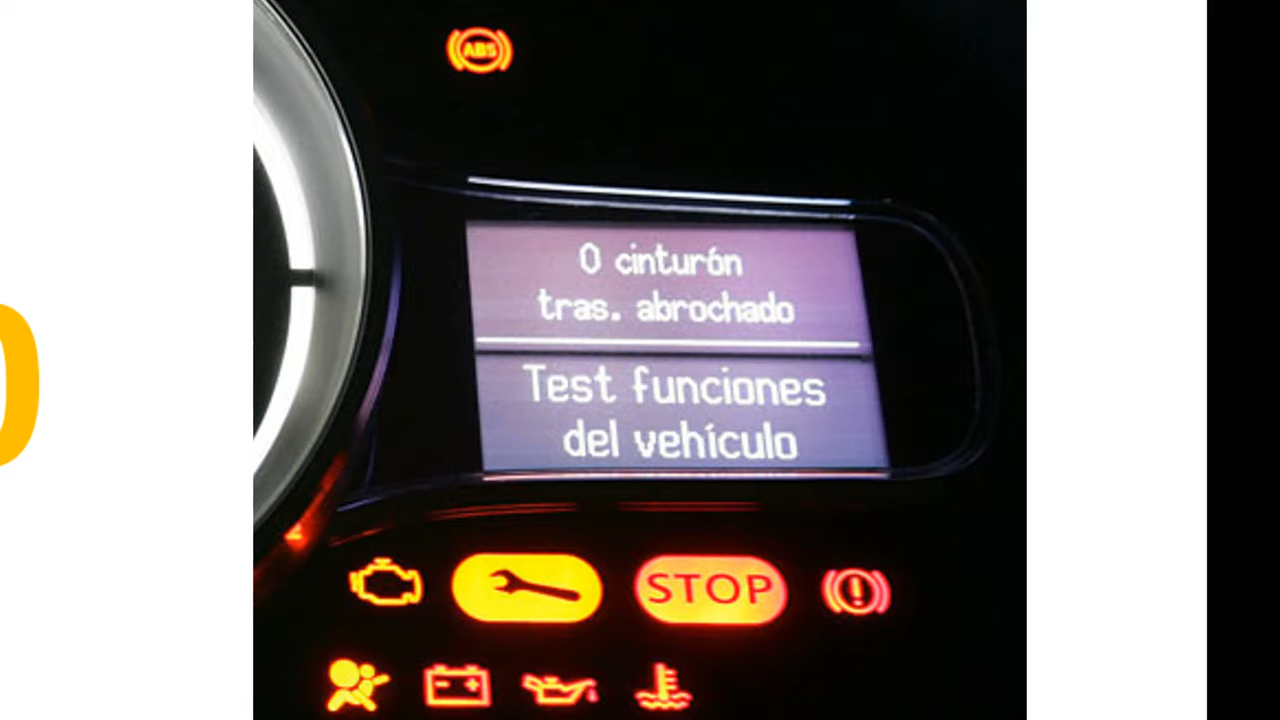 ABS
0 cinturón
tras. abrochado
Test funciones
del vehículo
STOP